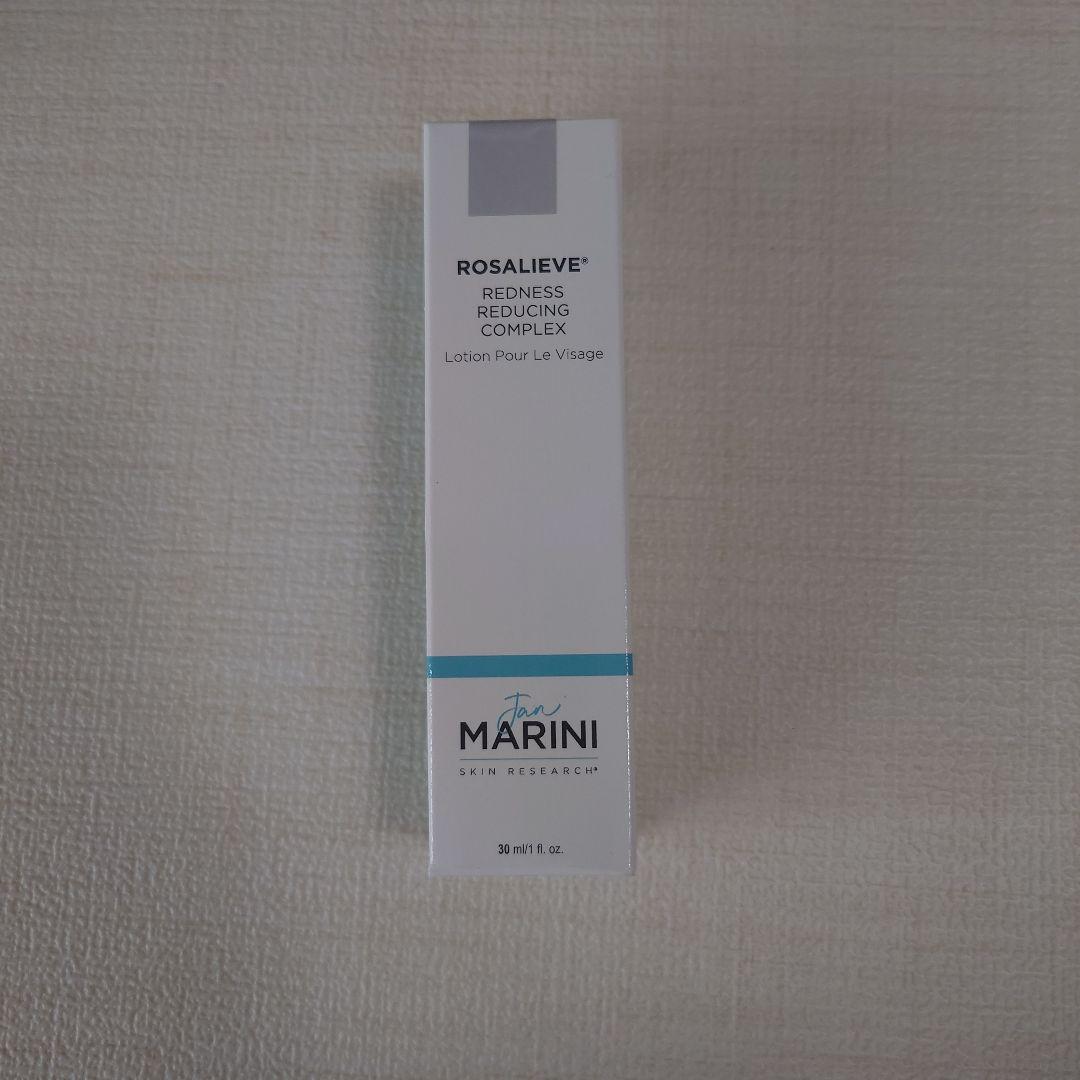 ROSALIEVE®
REDNESS
REDUCING
COMPLEX
Lotion Pour Le Visage
Jan
MARINI
SKIN RESEARCH®
30 ml/1 fl. oz.